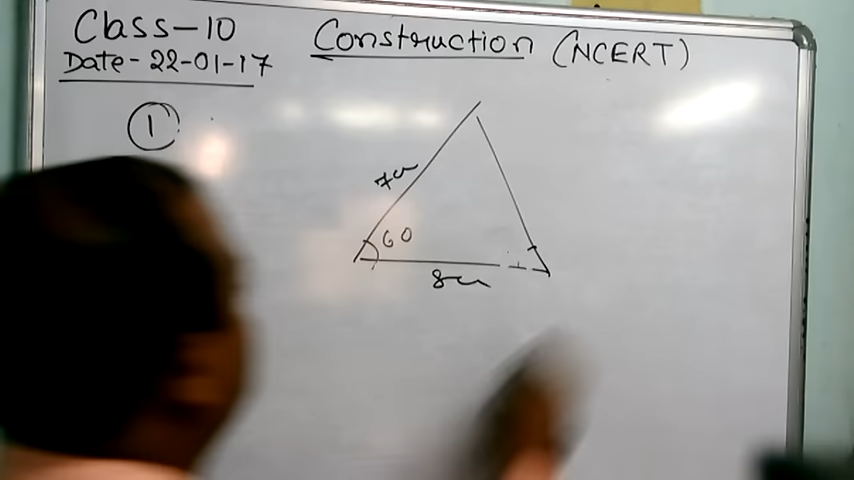 Class-10
Construction (NCERT)
Date- 22-01-17
1
7cm
60
8cm